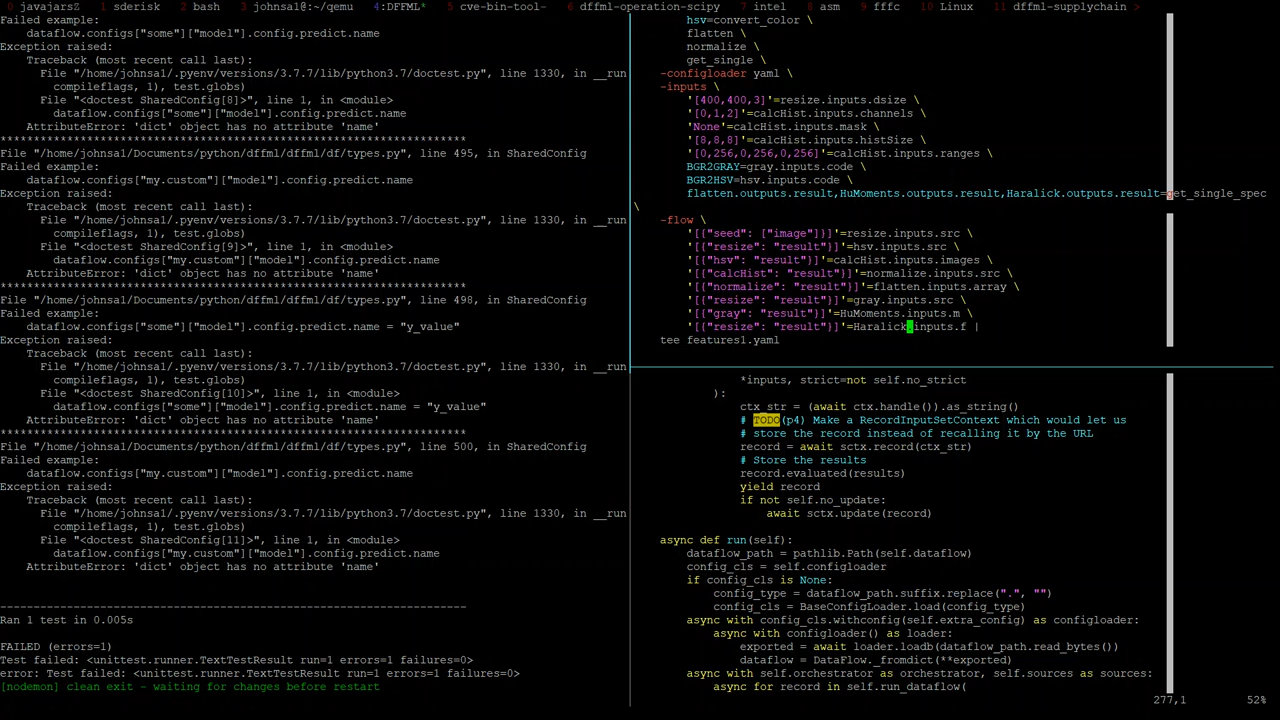 0 javajarsZ  1 sderisk  2 bash  3 johnsa1@:~/qemu  4:DFFML*  5 cve-bin-tool-  6 dffml-operation-scipy  7 intel  8 asm  9 fffc  10 Linux  11 dffml-supplychain >
Failed example:
    dataflow.configs["some"]["model"].config.predict.name
Exception raised:
    Traceback (most recent call last):
      File "/home/johnsa1/.pyenv/versions/3.7.7/lib/python3.7/doctest.py", line 1330, in __run
        compileflags, 1), test.globs)
      File "<doctest SharedConfig[8]>", line 1, in <module>
        dataflow.configs["some"]["model"].config.predict.name
    AttributeError: 'dict' object has no attribute 'name'
**********************************************************************
File "/home/johnsa1/Documents/python/dffml/dffml/df/types.py", line 495, in SharedConfig
Failed example:
    dataflow.configs["my.custom"]["model"].config.predict.name
Exception raised:
    Traceback (most recent call last):
      File "/home/johnsa1/.pyenv/versions/3.7.7/lib/python3.7/doctest.py", line 1330, in __run
        compileflags, 1), test.globs)
      File "<doctest SharedConfig[9]>", line 1, in <module>
        dataflow.configs["my.custom"]["model"].config.predict.name
    AttributeError: 'dict' object has no attribute 'name'
**********************************************************************
File "/home/johnsa1/Documents/python/dffml/dffml/df/types.py", line 498, in SharedConfig
Failed example:
    dataflow.configs["some"]["model"].config.predict.name = "y_value"
Exception raised:
    Traceback (most recent call last):
      File "/home/johnsa1/.pyenv/versions/3.7.7/lib/python3.7/doctest.py", line 1330, in __run
        compileflags, 1), test.globs)
      File "<doctest SharedConfig[10]>", line 1, in <module>
        dataflow.configs["some"]["model"].config.predict.name = "y_value"
    AttributeError: 'dict' object has no attribute 'name'
**********************************************************************
File "/home/johnsa1/Documents/python/dffml/dffml/df/types.py", line 500, in SharedConfig
Failed example:
    dataflow.configs["my.custom"]["model"].config.predict.name
Exception raised:
    Traceback (most recent call last):
      File "/home/johnsa1/.pyenv/versions/3.7.7/lib/python3.7/doctest.py", line 1330, in __run
        compileflags, 1), test.globs)
      File "<doctest SharedConfig[11]>", line 1, in <module>
        dataflow.configs["my.custom"]["model"].config.predict.name
    AttributeError: 'dict' object has no attribute 'name'
----------------------------------------------------------------------
Ran 1 test in 0.005s
FAILED (errors=1)
Test failed: <unittest.runner.TextTestResult run=1 errors=1 failures=0>
error: Test failed: <unittest.runner.TextTestResult run=1 errors=1 failures=0>
[nodemon] clean exit - waiting for changes before restart
        hsv=convert_color \
        flatten \
        normalize \
        get_single \
    -configloader yaml \
    -inputs \
        '[400,400,3]'=resize.inputs.dsize \
        '[0,1,2]'=calcHist.inputs.channels \
        'None'=calcHist.inputs.mask \
        '[8,8,8]'=calcHist.inputs.histSize \
        '[0,256,0,256,0,256]'=calcHist.inputs.ranges \
        BGR2GRAY=gray.inputs.code \
        BGR2HSV=hsv.inputs.code \
        flatten.outputs.result,HuMoments.outputs.result,Haralick.outputs.result=get_single_spec
\
    -flow \
        '[{"seed": ["image"]}]'=resize.inputs.src \
        '[{"resize": "result"}]'=hsv.inputs.src \
        '[{"hsv": "result"}]'=calcHist.inputs.images \
        '[{"calcHist": "result"}]'=normalize.inputs.src \
        '[{"normalize": "result"}]'=flatten.inputs.array \
        '[{"resize": "result"}]'=gray.inputs.src \
        '[{"gray": "result"}]'=HuMoments.inputs.m \
        '[{"resize": "result"}]'=Haralick.inputs.f |
    tee features1.yaml
                *inputs, strict=not self.no_strict
            ):
                ctx_str = (await ctx.handle()).as_string()
                # TODO(p4) Make a RecordInputSetContext which would let us
                # store the record instead of recalling it by the URL
                record = await sctx.record(ctx_str)
                # Store the results
                record.evaluated(results)
                yield record
                if not self.no_update:
                    await sctx.update(record)
    async def run(self):
        dataflow_path = pathlib.Path(self.dataflow)
        config_cls = self.configloader
        if config_cls is None:
            config_type = dataflow_path.suffix.replace(".", "")
            config_cls = BaseConfigLoader.load(config_type)
        async with config_cls.withconfig(self.extra_config) as configloader:
            async with configloader() as loader:
                exported = await loader.loadb(dataflow_path.read_bytes())
                dataflow = DataFlow._fromdict(**exported)
        async with self.orchestrator as orchestrator, self.sources as sources:
            async for record in self.run_dataflow(
277,1  52%